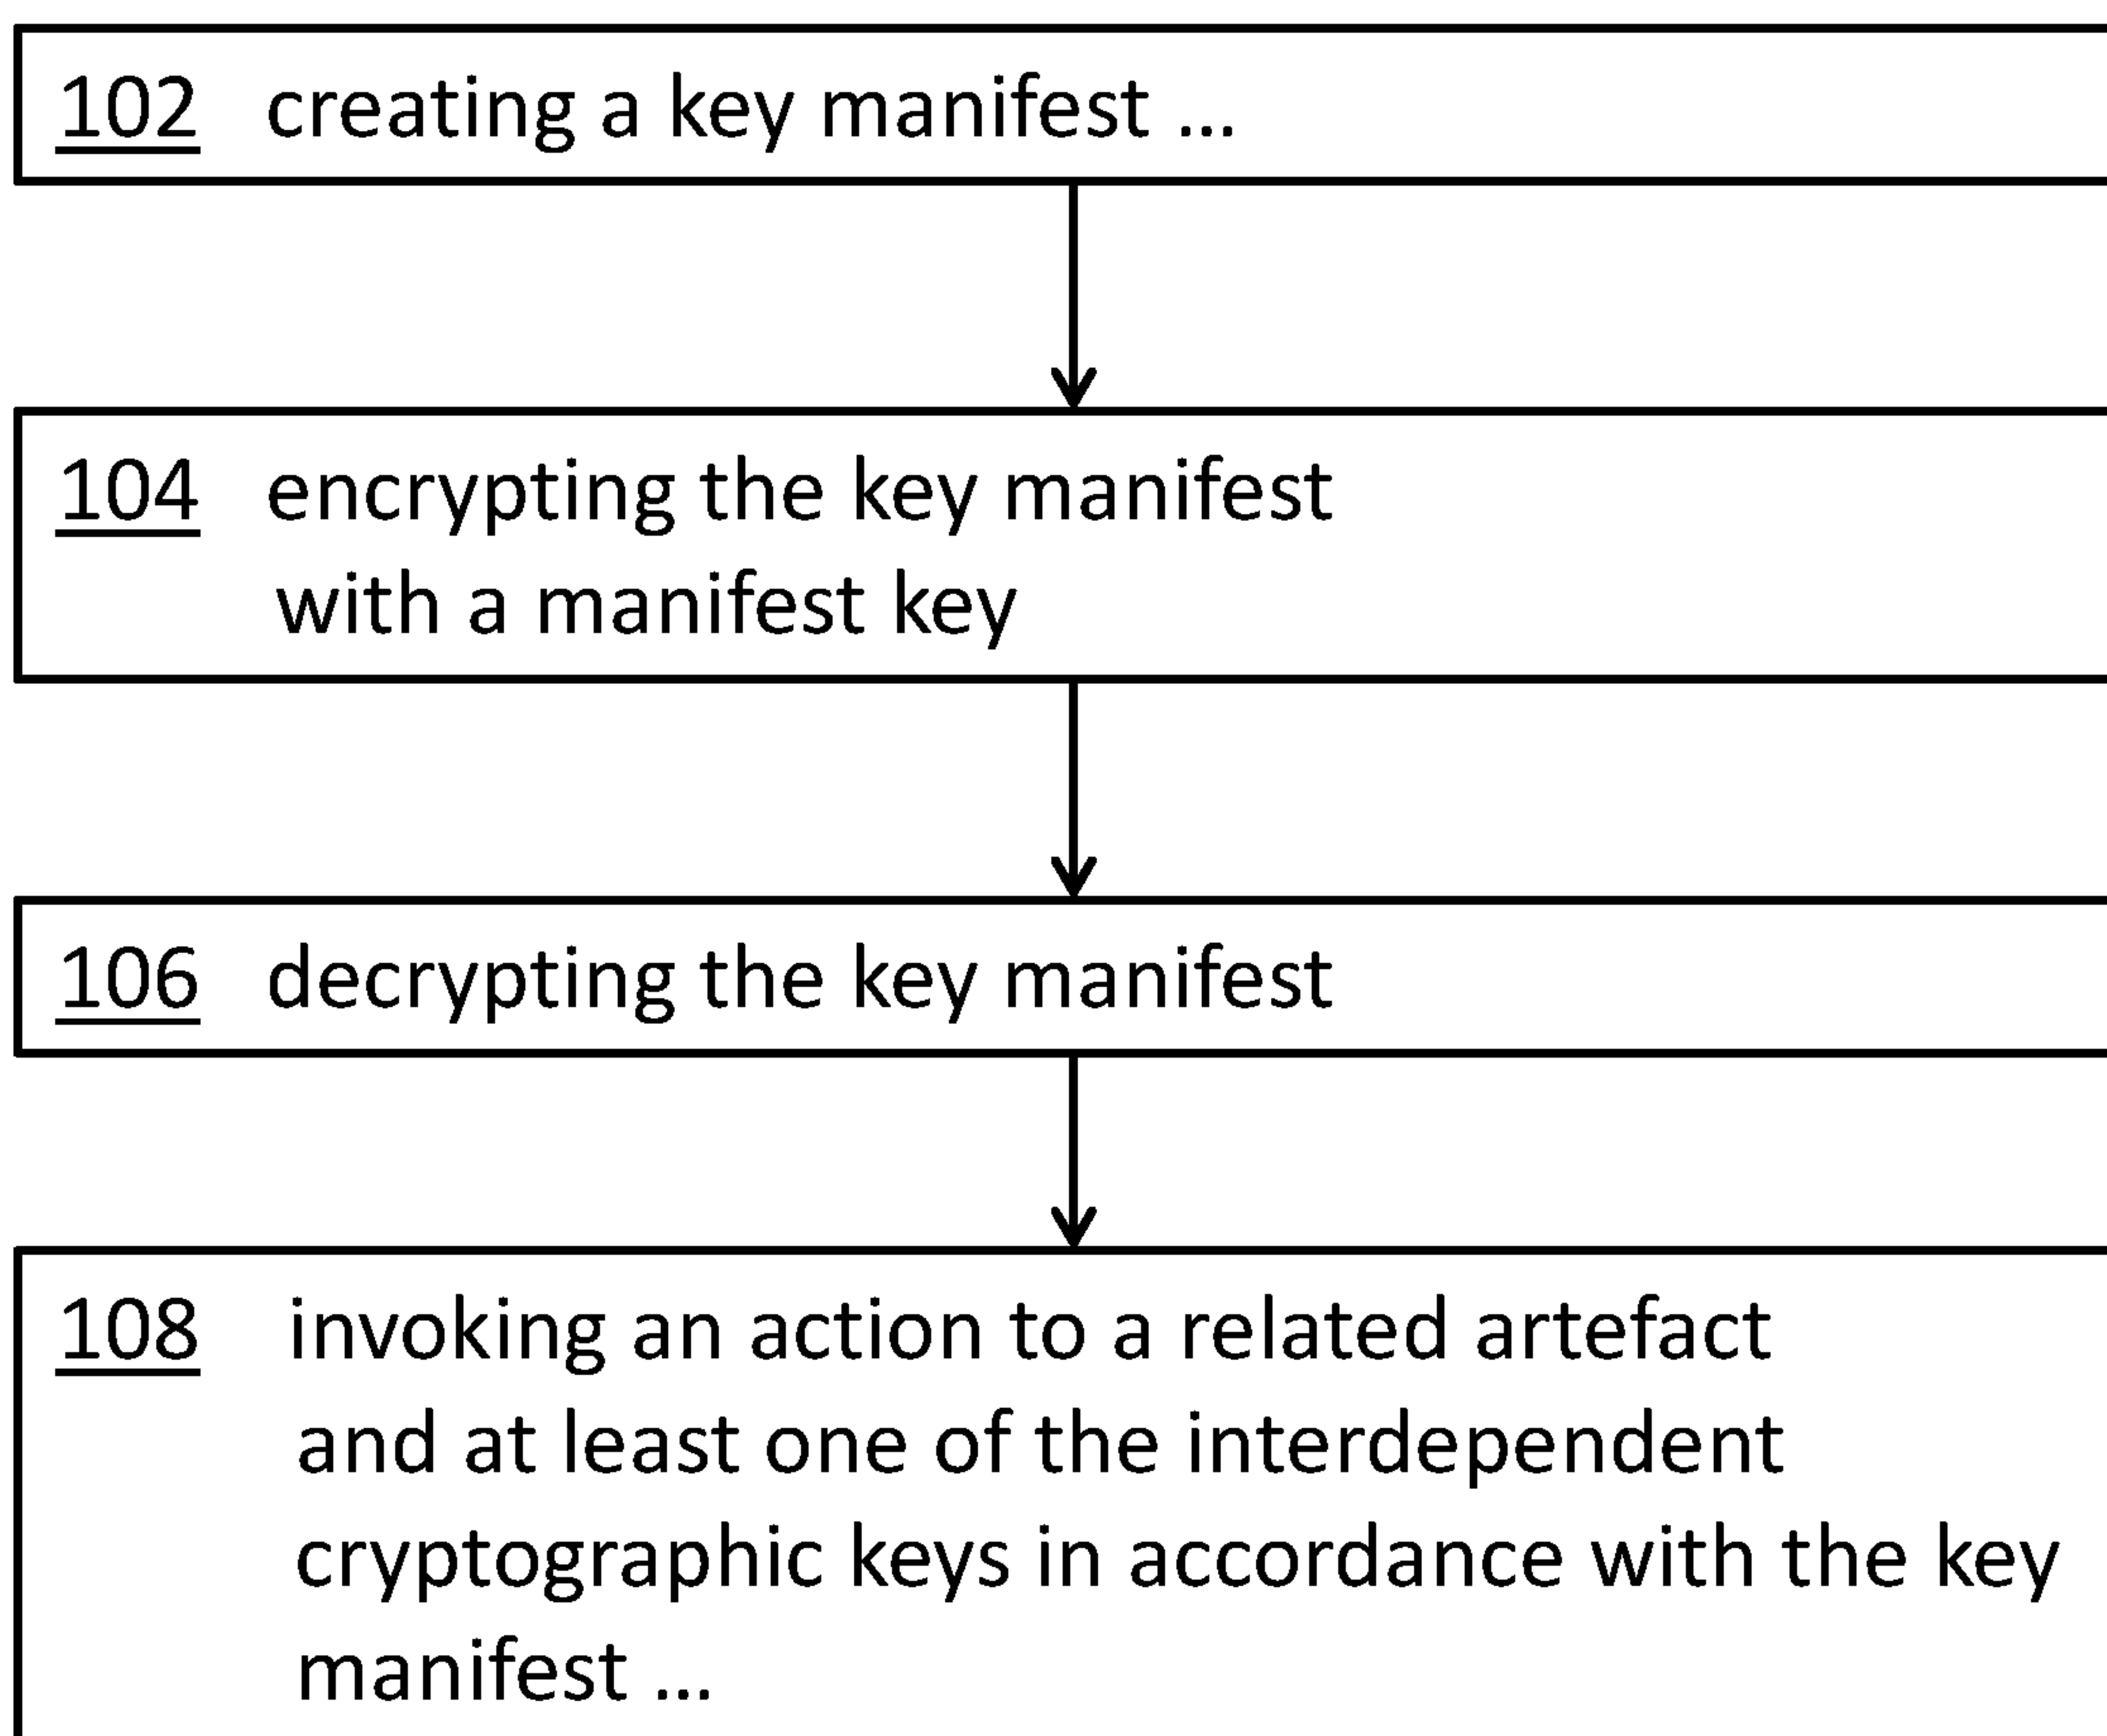 102 creating a key manifest ...
104 encrypting the key manifest
with a manifest key
106 decrypting the key manifest
108 invoking an action to a related artefact
and at least one of the interdependent
cryptographic keys in accordance with the key
manifest ...